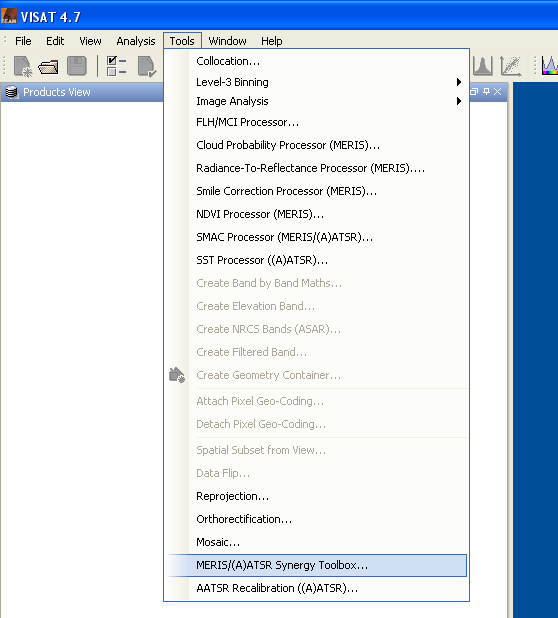 VISAT 4.7
File Edit View Analysis Tools Window Help
Products View
Collocation...
Level-3 Binning
Image Analysis
FLH/MCI Processor...
Cloud Probability Processor (MERIS)...
Radiance-To-Reflectance Processor (MERIS)....
Smile Correction Processor (MERIS)...
NDVI Processor (MERIS)...
SMAC Processor (MERIS/(A)ATSR)...
SST Processor ((A)ATSR)...
Create Band by Band Maths...
Create Elevation Band...
Create NRCS Bands (ASAR)...
Create Filtered Band...
Create Geometry Container...
Attach Pixel Geo-Coding...
Detach Pixel Geo-Coding...
Spatial Subset from View...
Data Flip...
Reprojection...
Orthorectification...
Mosaic...
MERIS/(A)ATSR Synergy Toolbox...
AATSR Recalibration ((A)ATSR)...